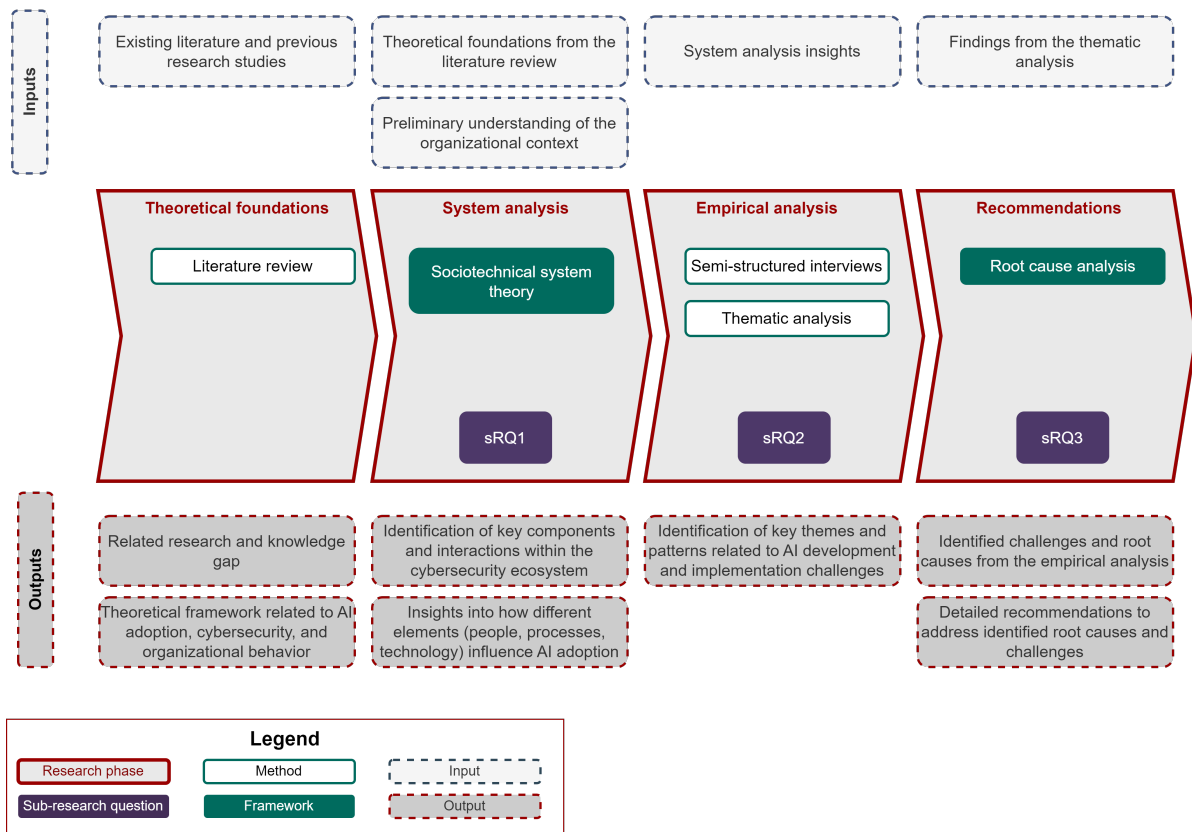 Inputs
Existing literature and previous
research studies
Theoretical foundations from the
literature review
System analysis insights
Findings from the thematic
analysis
Preliminary understanding of the
organizational context
Theoretical foundations
Literature review
System analysis
Sociotechnical system
theory
sRQ1
Empirical analysis
Semi-structured interviews
Thematic analysis
sRQ2
Recommendations
Root cause analysis
sRQ3
Outputs
Related research and knowledge
gap
Identification of key components
and interactions within the
cybersecurity ecosystem
Identification of key themes and
patterns related to AI development
and implementation challenges
Identified challenges and root
causes from the empirical analysis
Theoretical framework related to AI
adoption, cybersecurity, and
organizational behavior
Insights into how different
elements (people, processes,
technology) influence AI adoption
Detailed recommendations to
address identified root causes and
challenges
Legend
Research phase
Method
Input
Sub-research question
Framework
Output